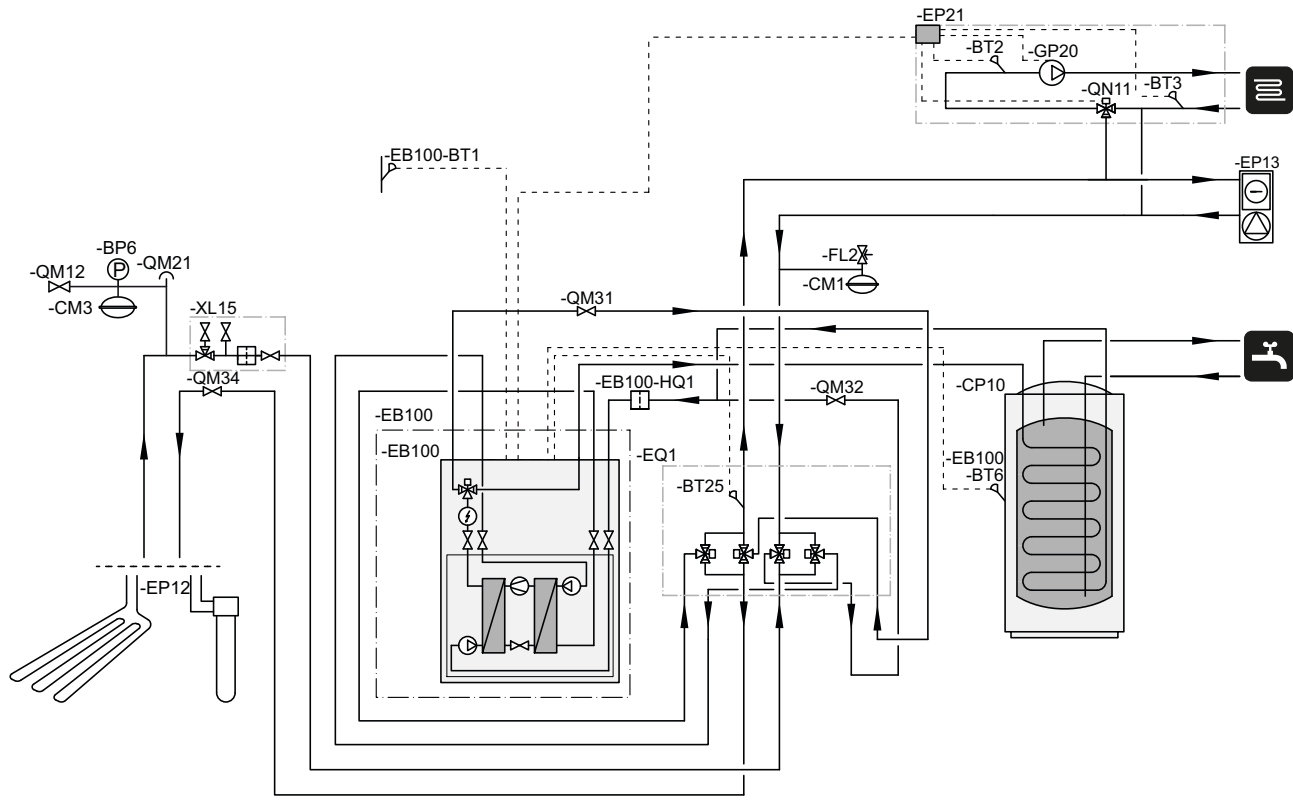 -EP21
-BT2
-GP20
-QN11
-BT3
-EB100-BT1
-EP13
-BP6
-QM12
-QM21
P
-CM3
-FL2
-CM1
-XL15
-QM31
-QM34
-EB100-HQ1
-QM32
-CP10
-EB100
-EB100
-EQ1
-BT25
-EB100
-BT6
-EP12